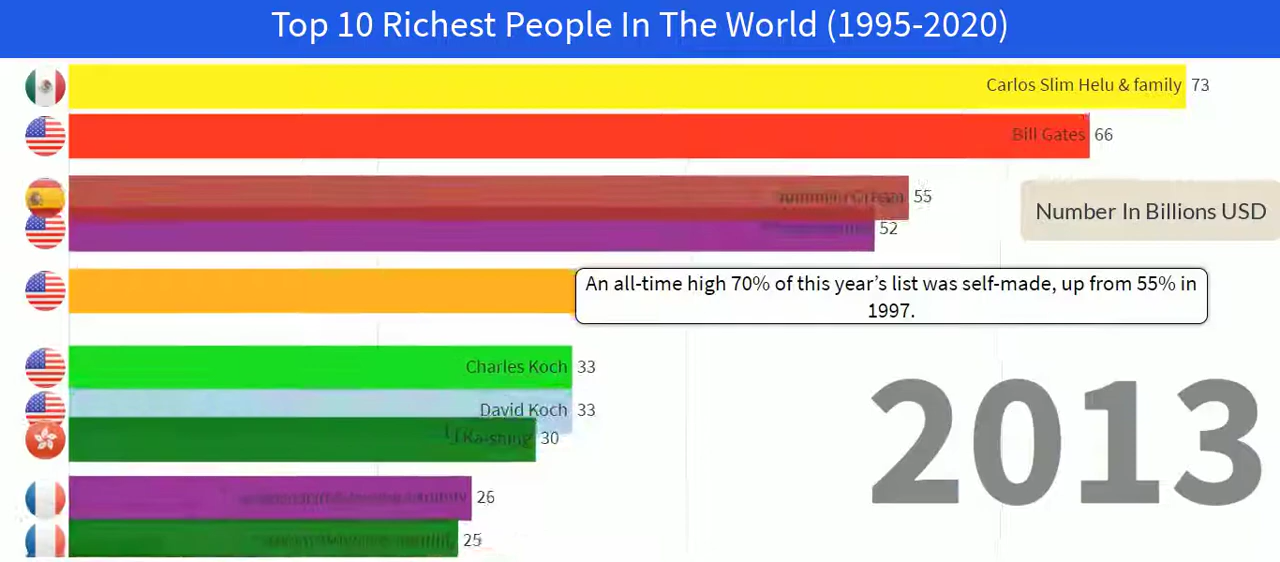 Top 10 Richest People In The World (1995-2020)
Carlos Slim Helu & family 73
Bill Gates 66
55
Number In Billions USD
52
An all-time high 70% of this year’s list was self-made, up from 55% in
1997.
Charles Koch 33
David Koch 33
Ka-shing 30
2013
26
25